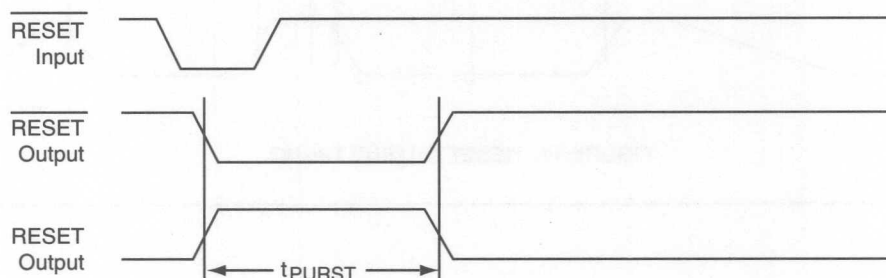 RESET
Input
RESET
Output
RESET
Output
tPURST